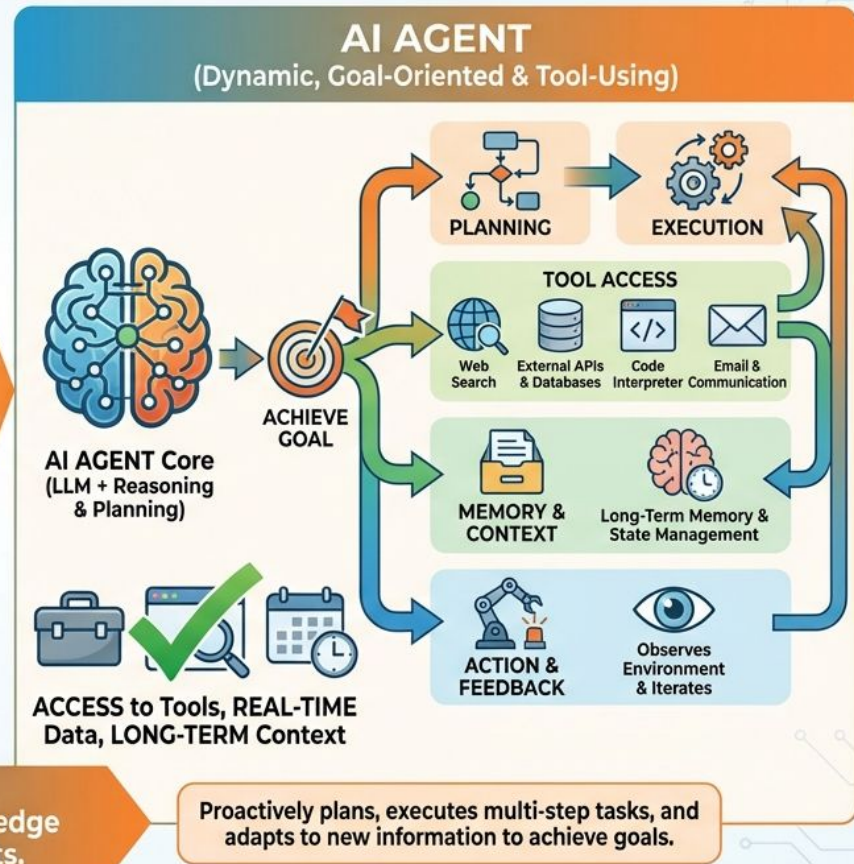 AI AGENT
(Dynamic, Goal-Oriented & Tool-Using)
PLANNING
EXECUTION
TOOL ACCESS
</>
Web
Search
External APIs
& Databases
Code
Interpreter
Email &
Communication
ACHIEVE
GOAL
AI AGENT Core
(LLM + Reasoning
& Planning)
MEMORY &
CONTEXT
Long-Term Memory &
State Management
ACTION &
FEEDBACK
Observes
Environment
& Iterates
ACCESS to Tools, REAL-TIME
Data, LONG-TERM Context
Proactively plans, executes multi-step tasks, and
adapts to new information to achieve goals.